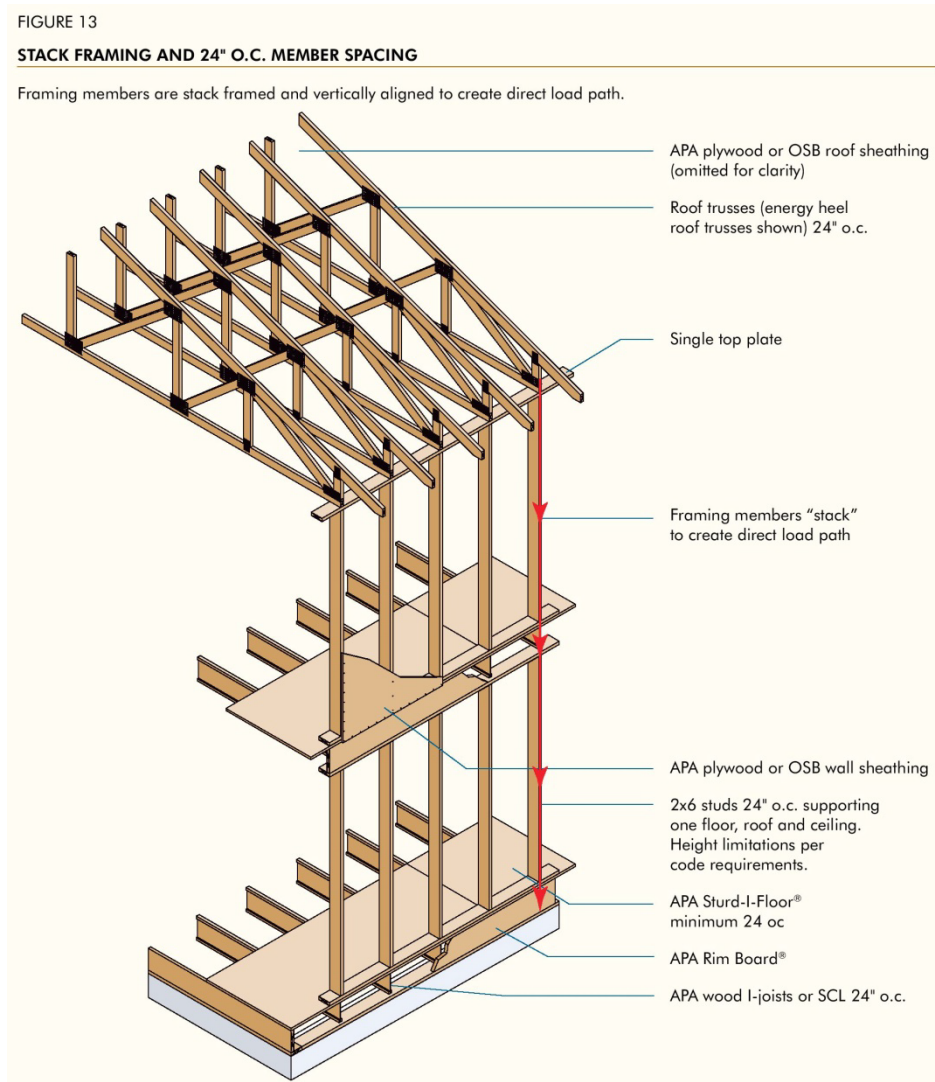 FIGURE 13
STACK FRAMING AND 24" O.C. MEMBER SPACING
Framing members are stack framed and vertically aligned to create direct load path.
APA plywood or OSB roof sheathing
(omitted for clarity)
Roof trusses (energy heel
roof trusses shown) 24" o.c.
Single top plate
Framing members “stack”
to create direct load path
APA plywood or OSB wall sheathing
2x6 studs 24" o.c. supporting
one floor, roof and ceiling.
Height limitations per
code requirements.
APA Sturd-I-Floor®
minimum 24 oc
APA Rim Board®
APA wood I-joists or SCL 24" o.c.